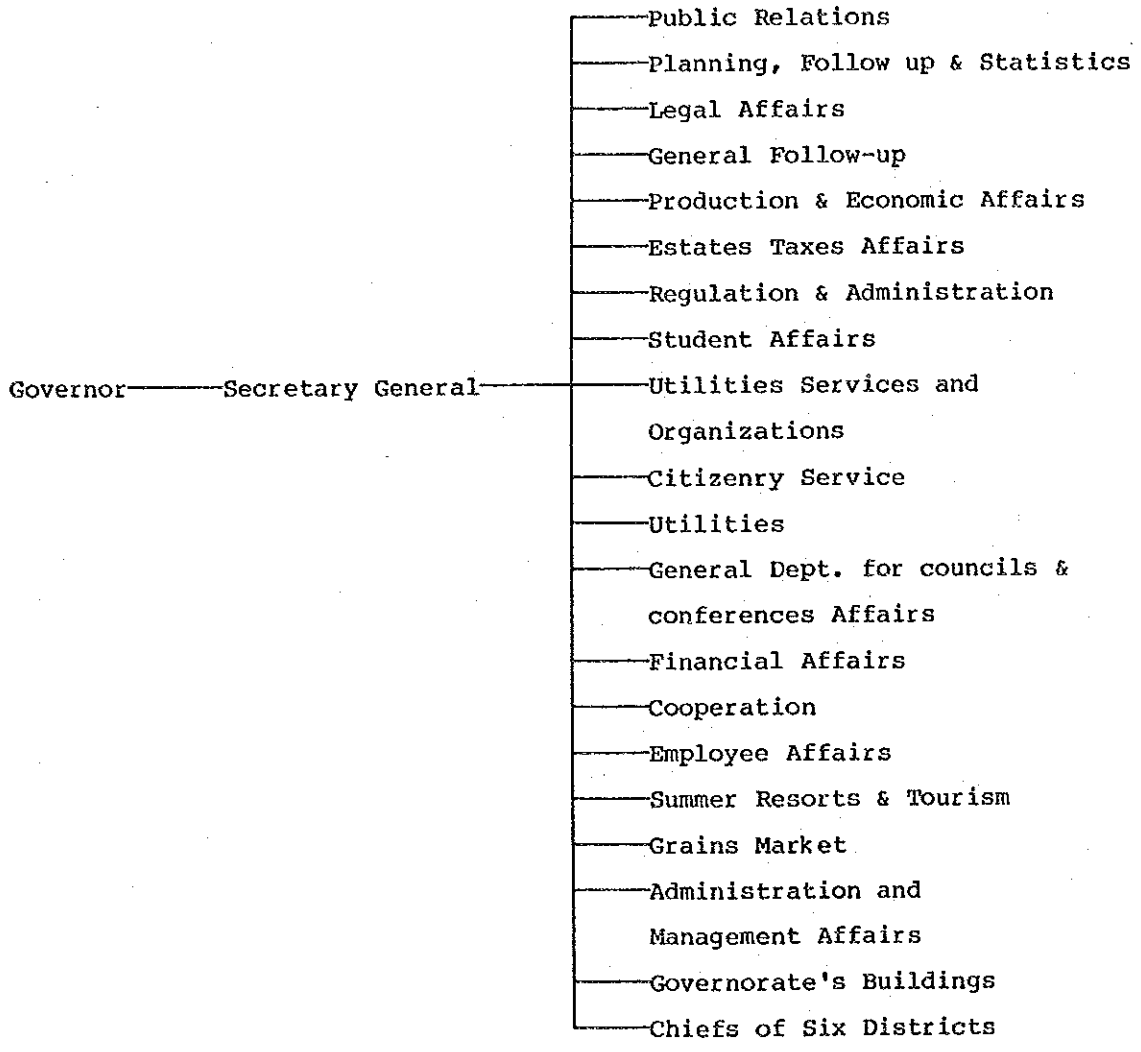 Public Relations
Planning, Follow up & Statistics
Legal Affairs
General Follow-up
Production & Economic Affairs
Estates Taxes Affairs
Regulation & Administration
Student Affairs
Governor Secretary General Utilities Services and
Organizations
Citizenry Service
Utilities
General Dept. for councils &
conferences Affairs
Financial Affairs
Cooperation
Employee Affairs
Summer Resorts & Tourism
Grains Market
Administration and
Management Affairs
Governorate's Buildings
Chiefs of Six Districts